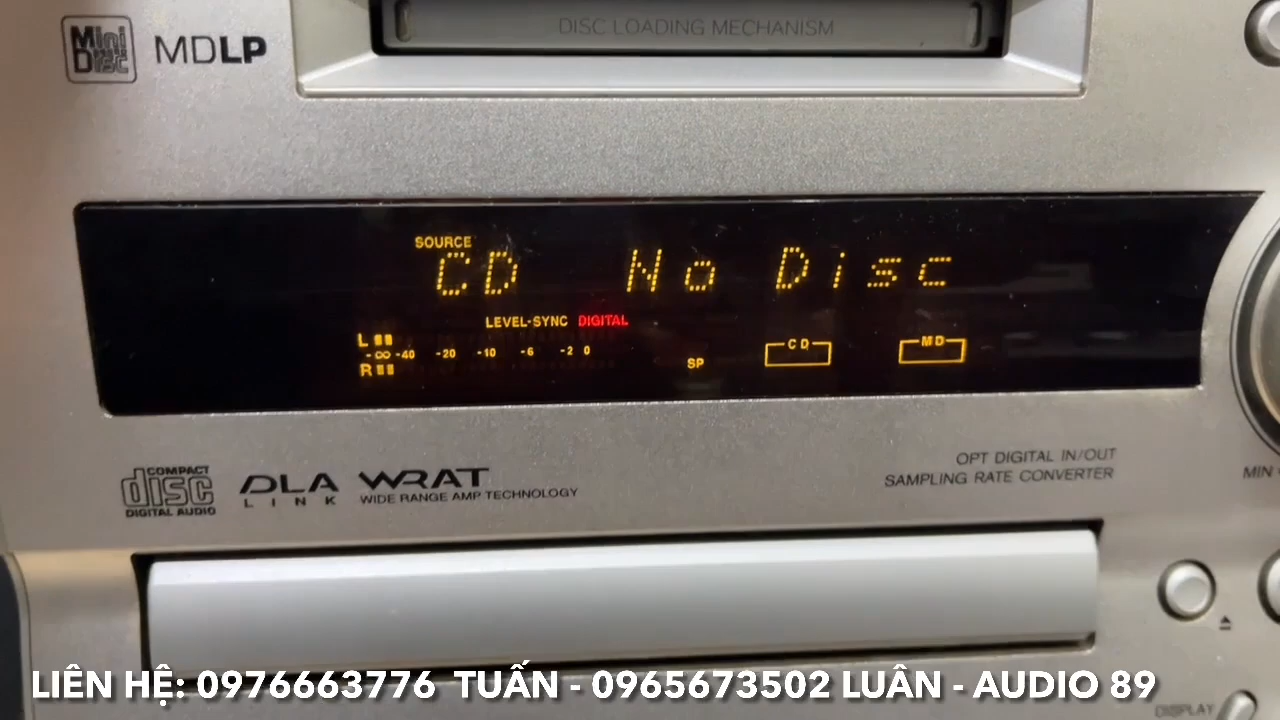 DISC LOADING MECHANISM
Mini Disc MDLP
SOURCE
CD No Disc
LEVEL-SYNC DIGITAL
L
-∞ -40 -20 -10 -6 -2 0
R
SP
CD
MD
OPT DIGITAL IN/OUT
SAMPLING RATE CONVERTER
COMPACT disc DIGITAL AUDIO
DLA LINK
WRAT
WIDE RANGE AMP TECHNOLOGY
MIN
LIÊN HỆ: 0976663776 TUẤN - 0965673502 LUÂN - AUDIO 89
DISPLAY